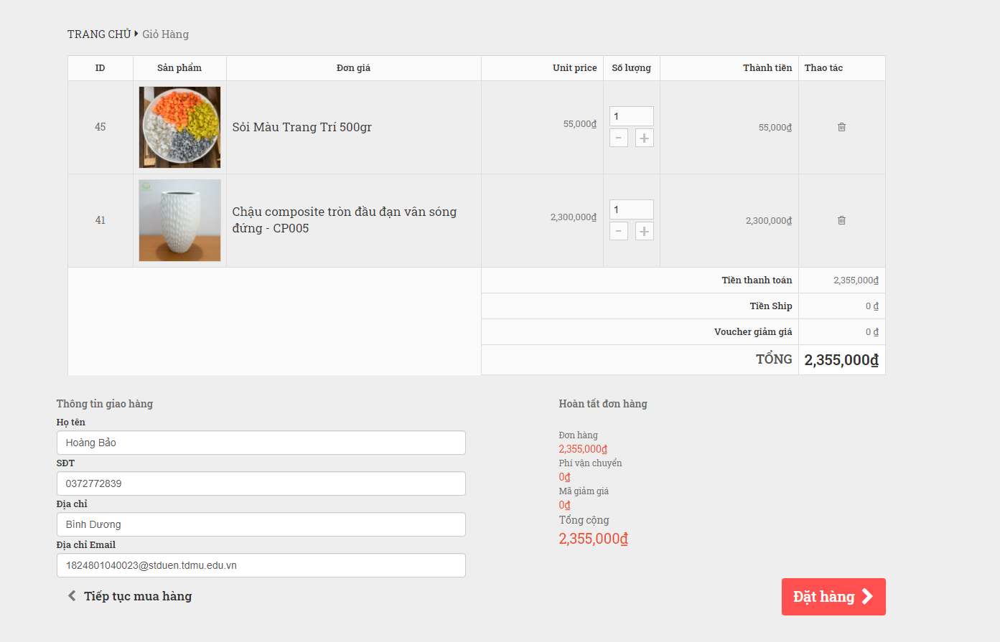 TRANG CHỦ Giỏ Hàng
ID Sản phẩm Đơn giá Unit price Số lượng Thành tiền Thao tác
45 Sỏi Màu Trang Trí 500gr 55,000₫ 1 55,000₫
- +
41 Chậu composite tròn đầu đạn vân sóng 2,300,000₫ 1 2,300,000₫
đứng - CP005
- +
Tiền thanh toán 2,355,000₫
Tiền Ship 0 ₫
Voucher giảm giá 0 ₫
TỔNG 2,355,000₫
Thông tin giao hàng
Họ tên
Hoàng Bảo
SĐT
0372772839
Địa chỉ
Bình Dương
Địa chỉ Email
1824801040023@stduen.tdmu.edu.vn
Tiếp tục mua hàng
Hoàn tất đơn hàng
Đơn hàng
2,355,000₫
Phí vận chuyển
0₫
Mã giảm giá
0₫
Tổng cộng
2,355,000₫
Đặt hàng